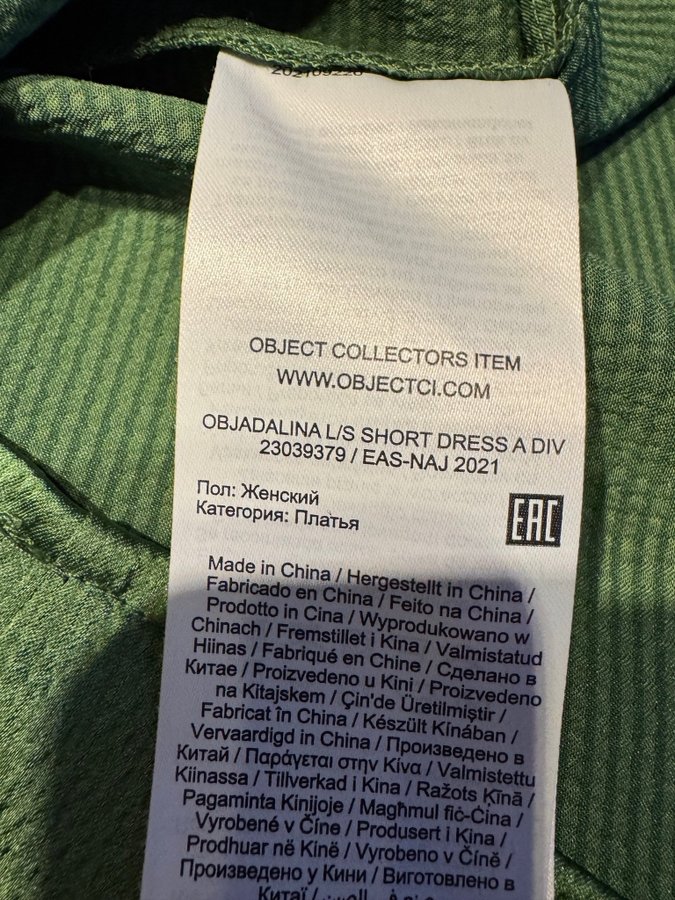 OBJECT COLLECTORS ITEM
WWW.OBJECTCI.COM
OBJADALINA L/S SHORT DRESS A DIV
23039379 / EAS-NAJ 2021
Пол: Женский
Категория: Платья
EAC
Made in China / Hergestellt in China /
Fabricado en China / Feito na China /
Prodotto in Cina / Wyprodukowano w
Chinach / Fremstillet i Kina / Valmistatud
Hiinas / Fabriqué en Chine / Сделано в
Китае / Proizvedeno u Kini / Proizvedeno
na Kitajskem / Çin'de Üretilmiştir /
Fabricat în China / Készült Kínában /
Vervaardigd in China / Произведено в
Китай / Παράγεται στην Κίνα / Valmistettu
Kiinassa / Tillverkad i Kina / Ražots Ķīnā /
Pagaminta Kinijoje / Magħmul fiċ-Ċina /
Vyrobené v Číne / Produsert i Kina /
Prodhuar në Kinë / Vyrobeno v Číně /
Произведено у Кини / Виготовлено в
Китаї /